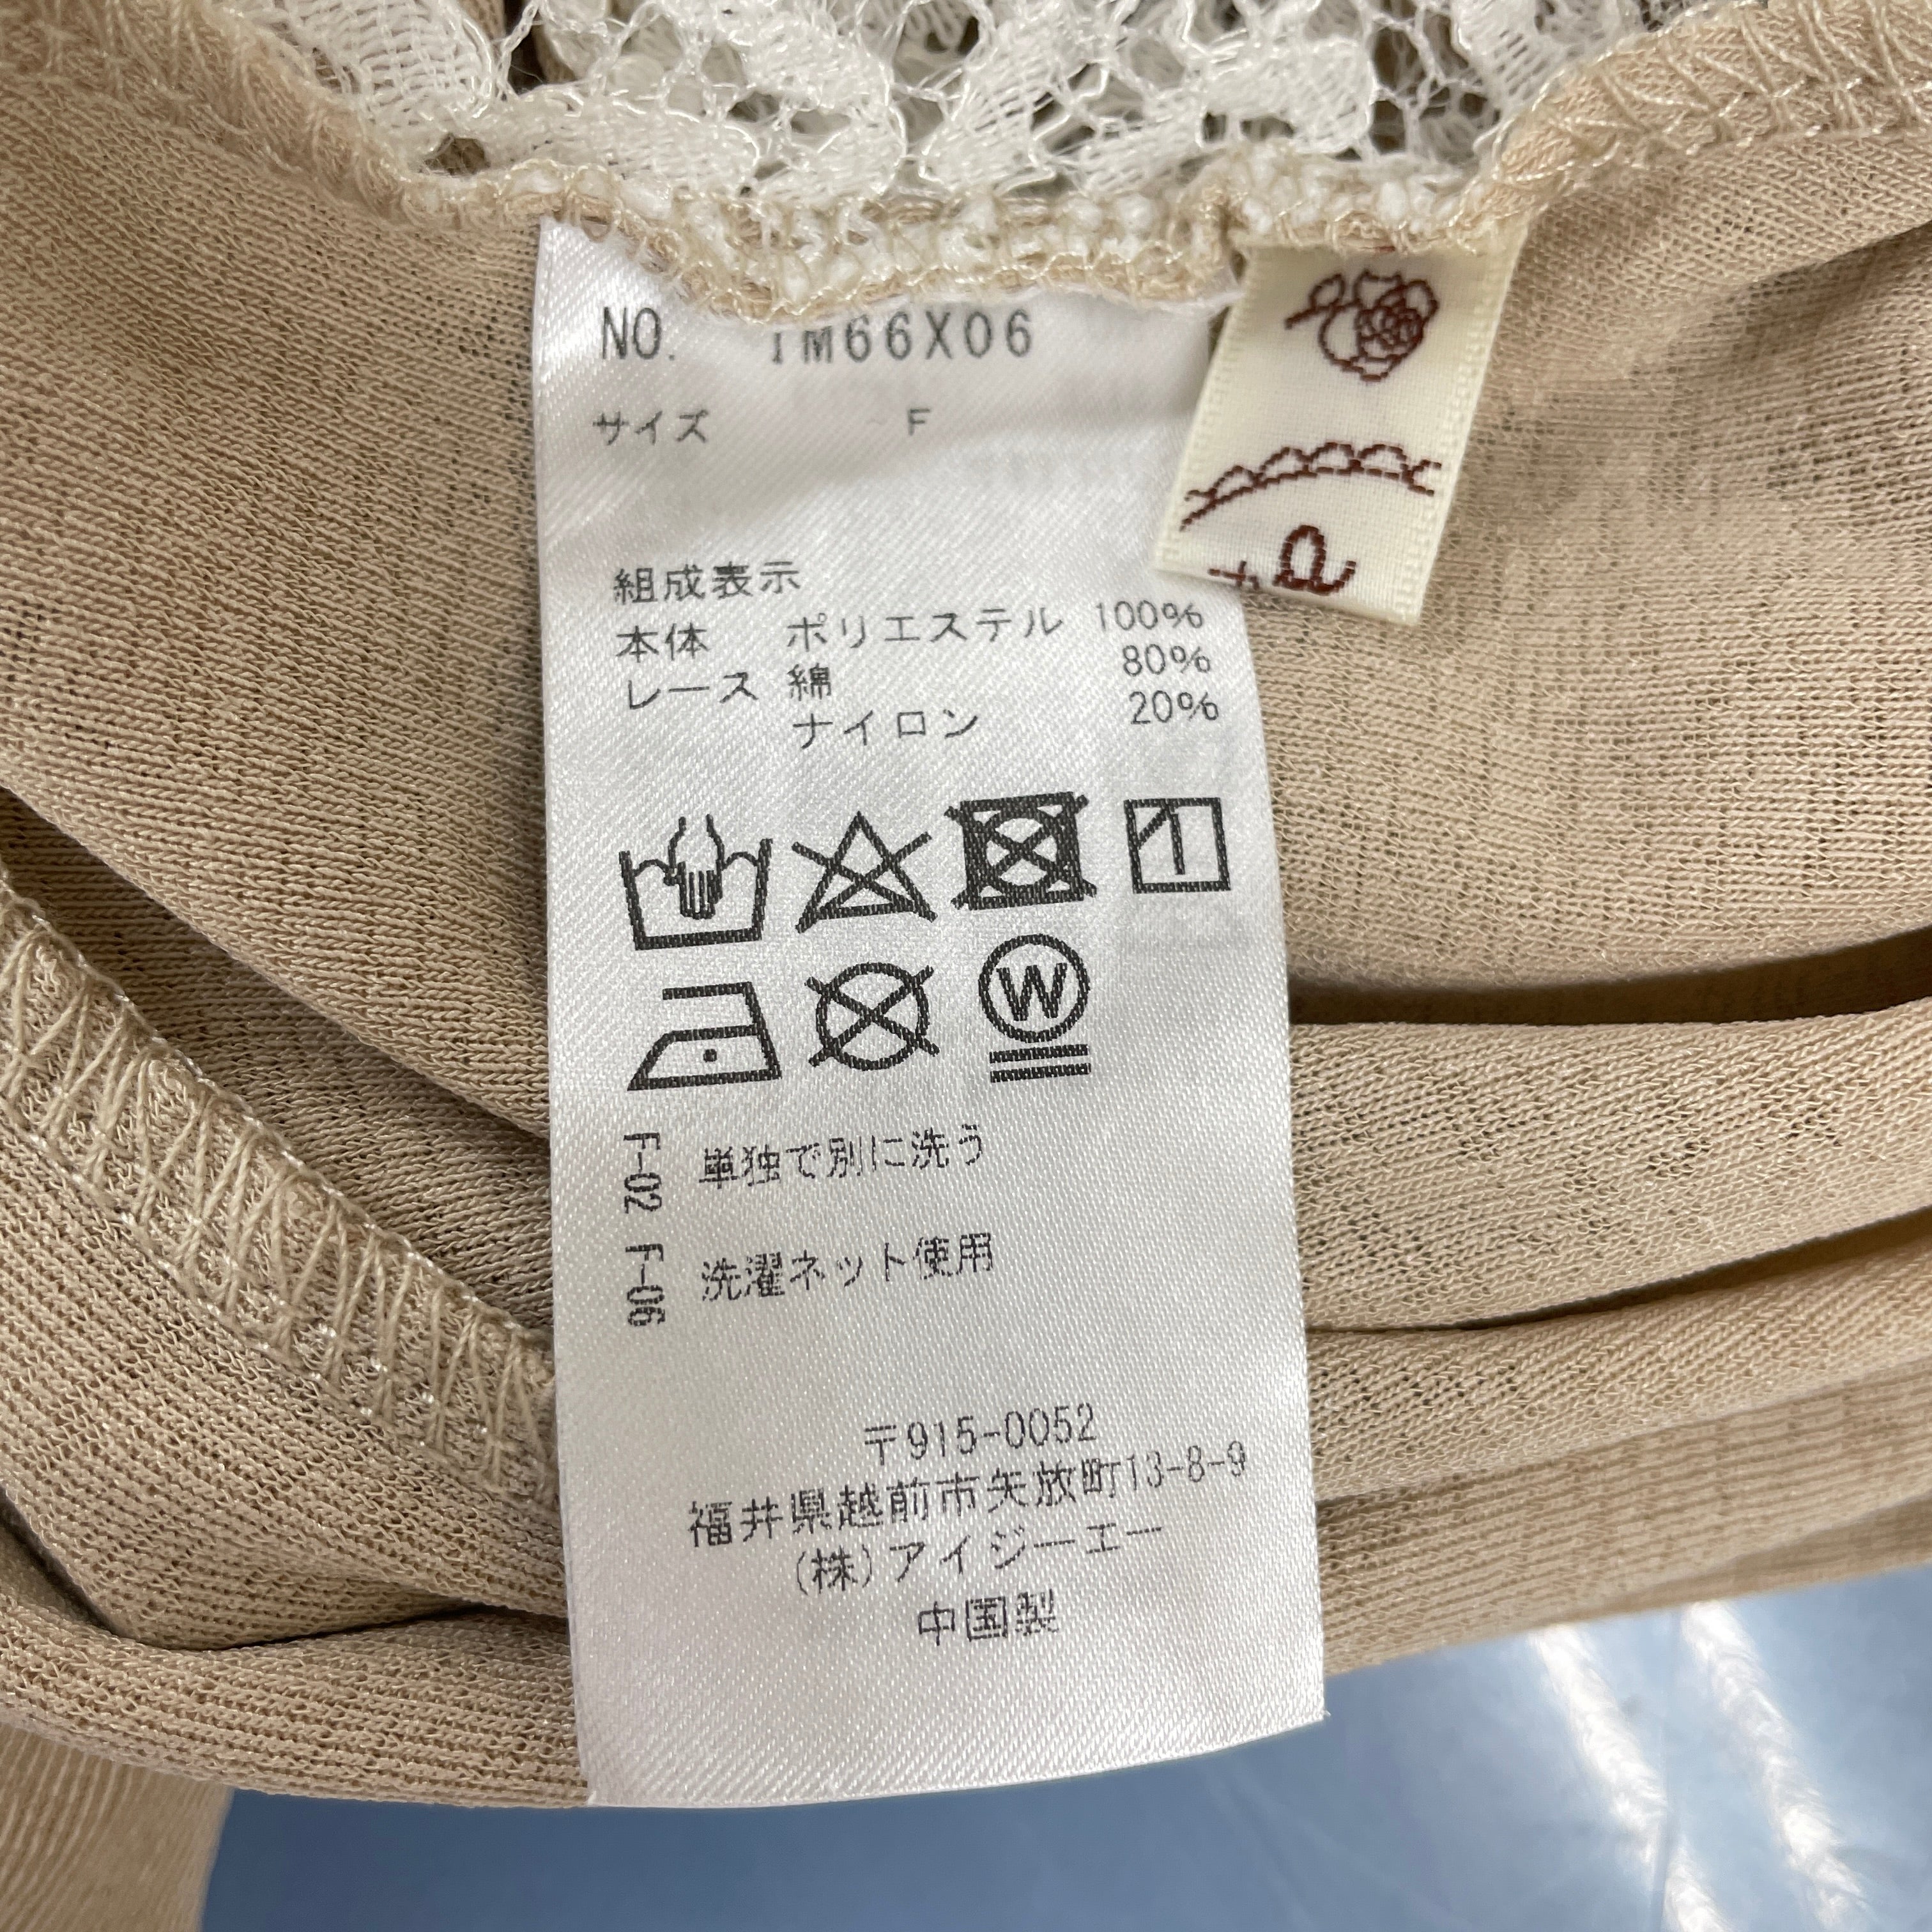 NO. IM66X06
サイズ F
組成表示
本体 ポリエステル 100%
レース 綿 80%
ナイロン 20%
W
F-02 単独で別に洗う
F-06 洗濯ネット使用
〒915-0052
福井県越前市矢放町13-8-9
(株)アイジーエー
中国製